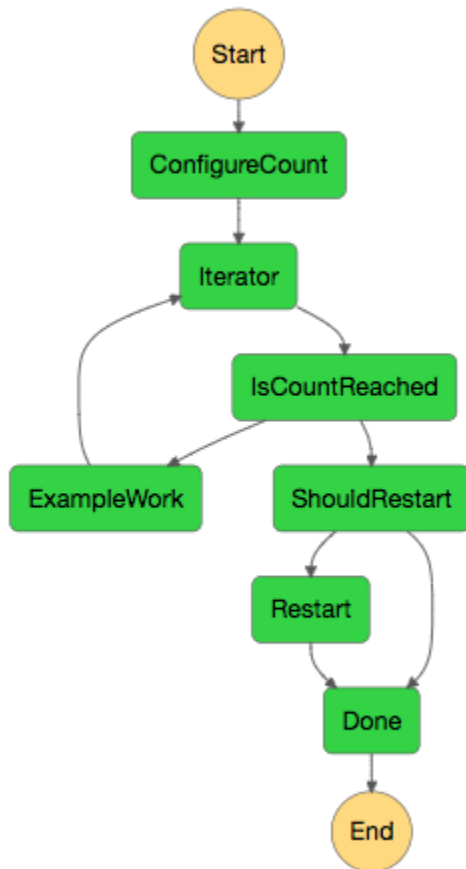 Start
ConfigureCount
Iterator
IsCountReached
ExampleWork
ShouldRestart
Restart
Done
End